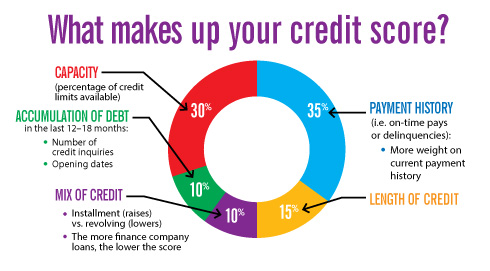 What makes up your credit score?
CAPACITY
(percentage of credit
limits available)
30%
ACCUMULATION OF DEBT
in the last 12–18 months:
• Number of
credit inquiries
• Opening dates
10%
MIX OF CREDIT
• Installment (raises)
vs. revolving (lowers)
• The more finance company
loans, the lower the score
10%
35%
PAYMENT HISTORY
(i.e. on-time pays
or delinquencies):
• More weight on
current payment
history
15%
LENGTH OF CREDIT